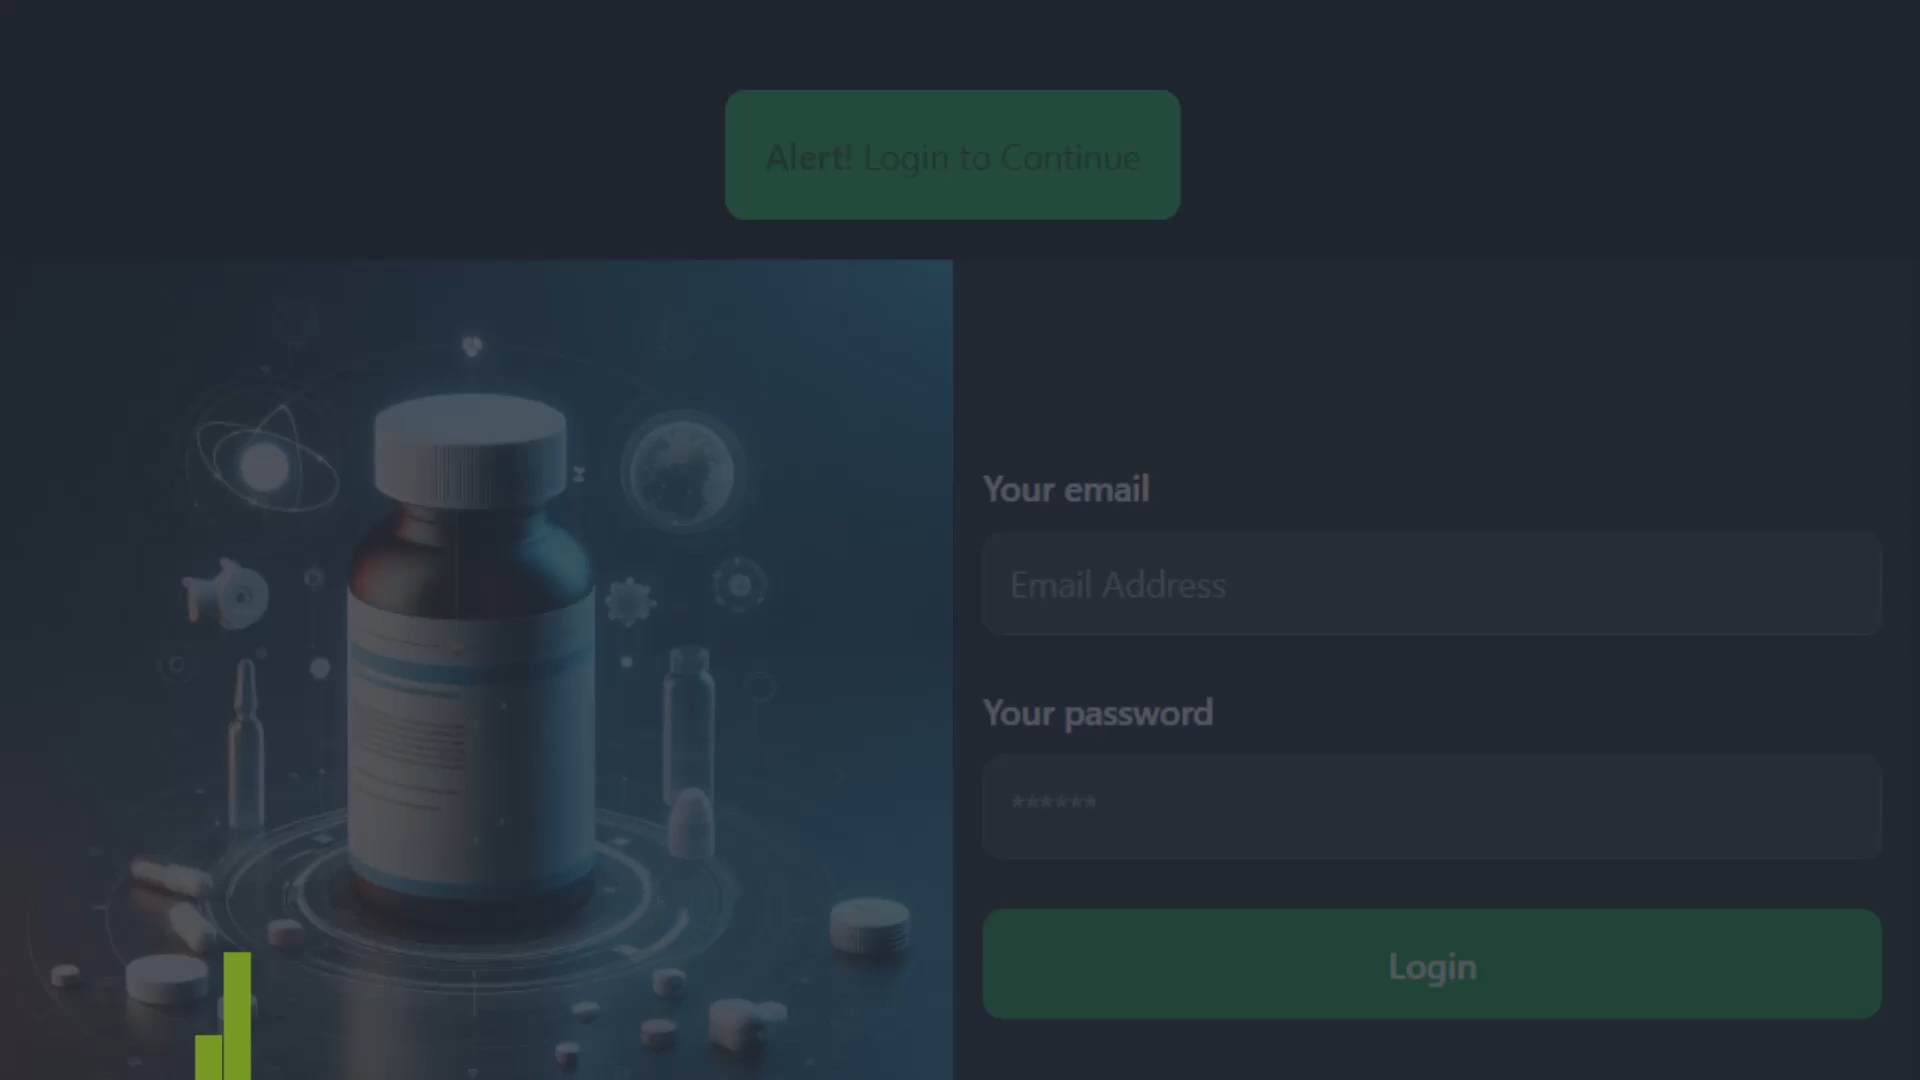 Alert! Login to Continue
Your email
Email Address
Your password
******
Login